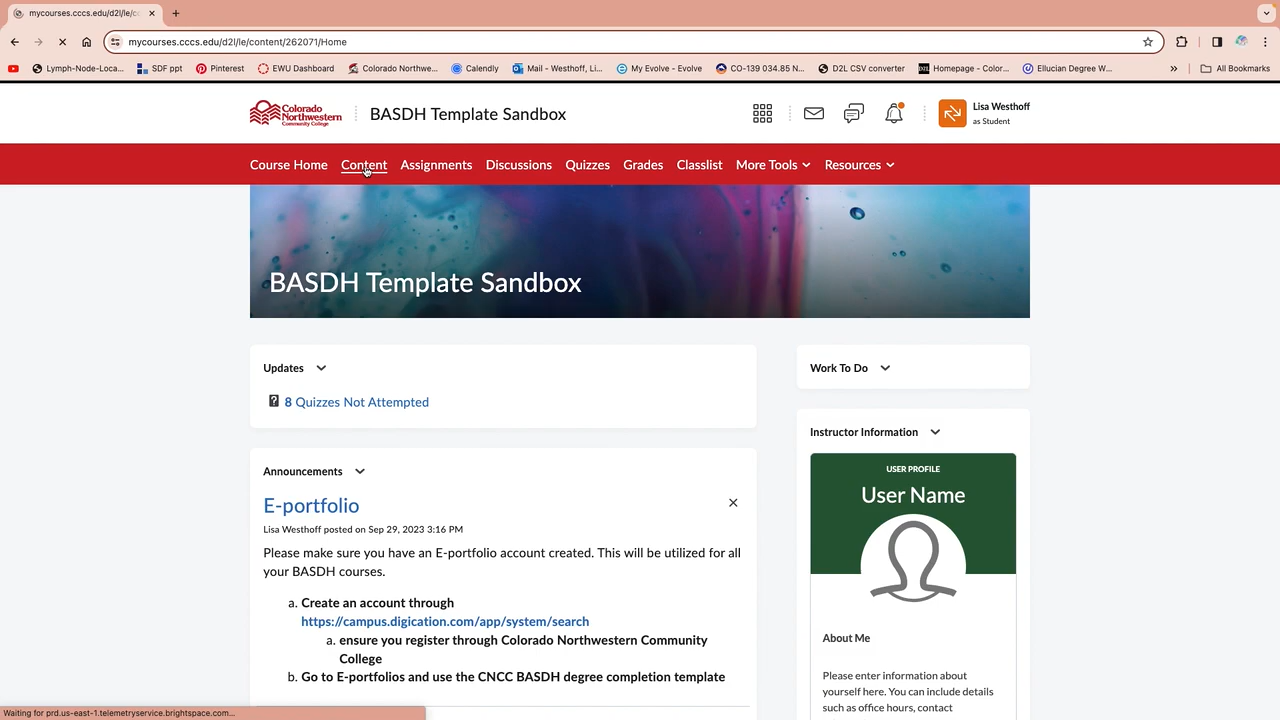 mycourses.cccs.edu/d2l/le/c
mycourses.cccs.edu/d2l/le/content/262071/Home
Lymph-Node-Loca... SDF ppt Pinterest EWU Dashboard Colorado Northwe... Calendly Mail - Westhoff, Li... My Evolve - Evolve CO-139 034.85 N... D2L CSV converter Homepage - Color... Ellucian Degree W... » All Bookmarks
Colorado
Northwestern
Community College
BASDH Template Sandbox
Lisa Westhoff
as Student
Course Home Content Assignments Discussions Quizzes Grades Classlist More Tools Resources
BASDH Template Sandbox
Updates
8 Quizzes Not Attempted
Work To Do
Instructor Information
USER PROFILE
User Name
About Me
Please enter information about
yourself here. You can include details
such as office hours, contact
Announcements
E-portfolio
Lisa Westhoff posted on Sep 29, 2023 3:16 PM
Please make sure you have an E-portfolio account created. This will be utilized for all
your BASDH courses.
a. Create an account through
https://campus.digication.com/app/system/search
a. ensure you register through Colorado Northwestern Community
College
b. Go to E-portfolios and use the CNCC BASDH degree completion template
Waiting for prd.us-east-1.telemetryservice.brightspace.com...